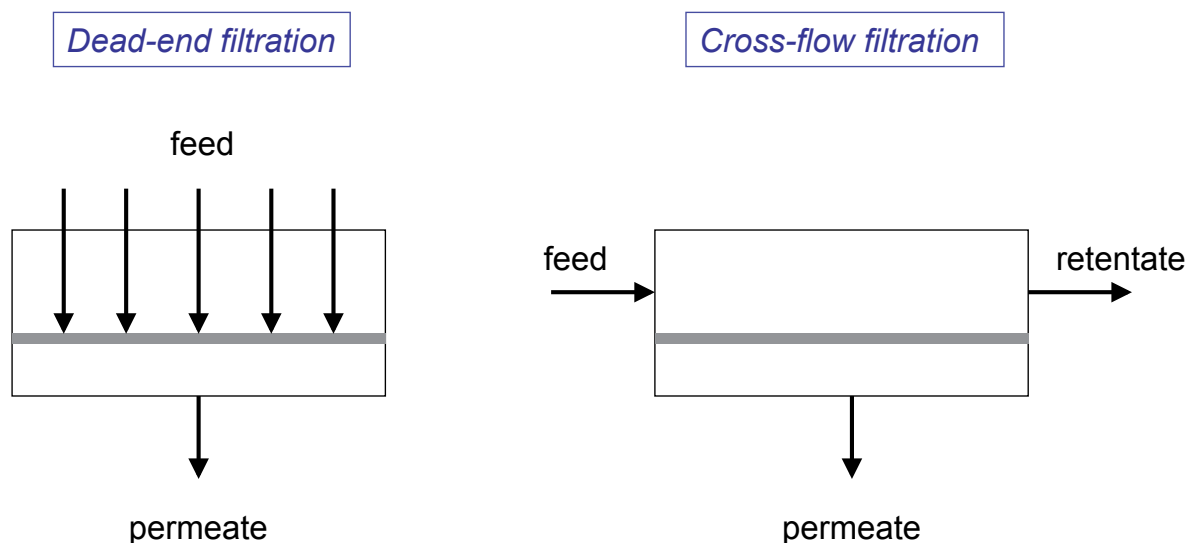 Dead-end filtration
feed
permeate
Cross-flow filtration
feed
retentate
permeate